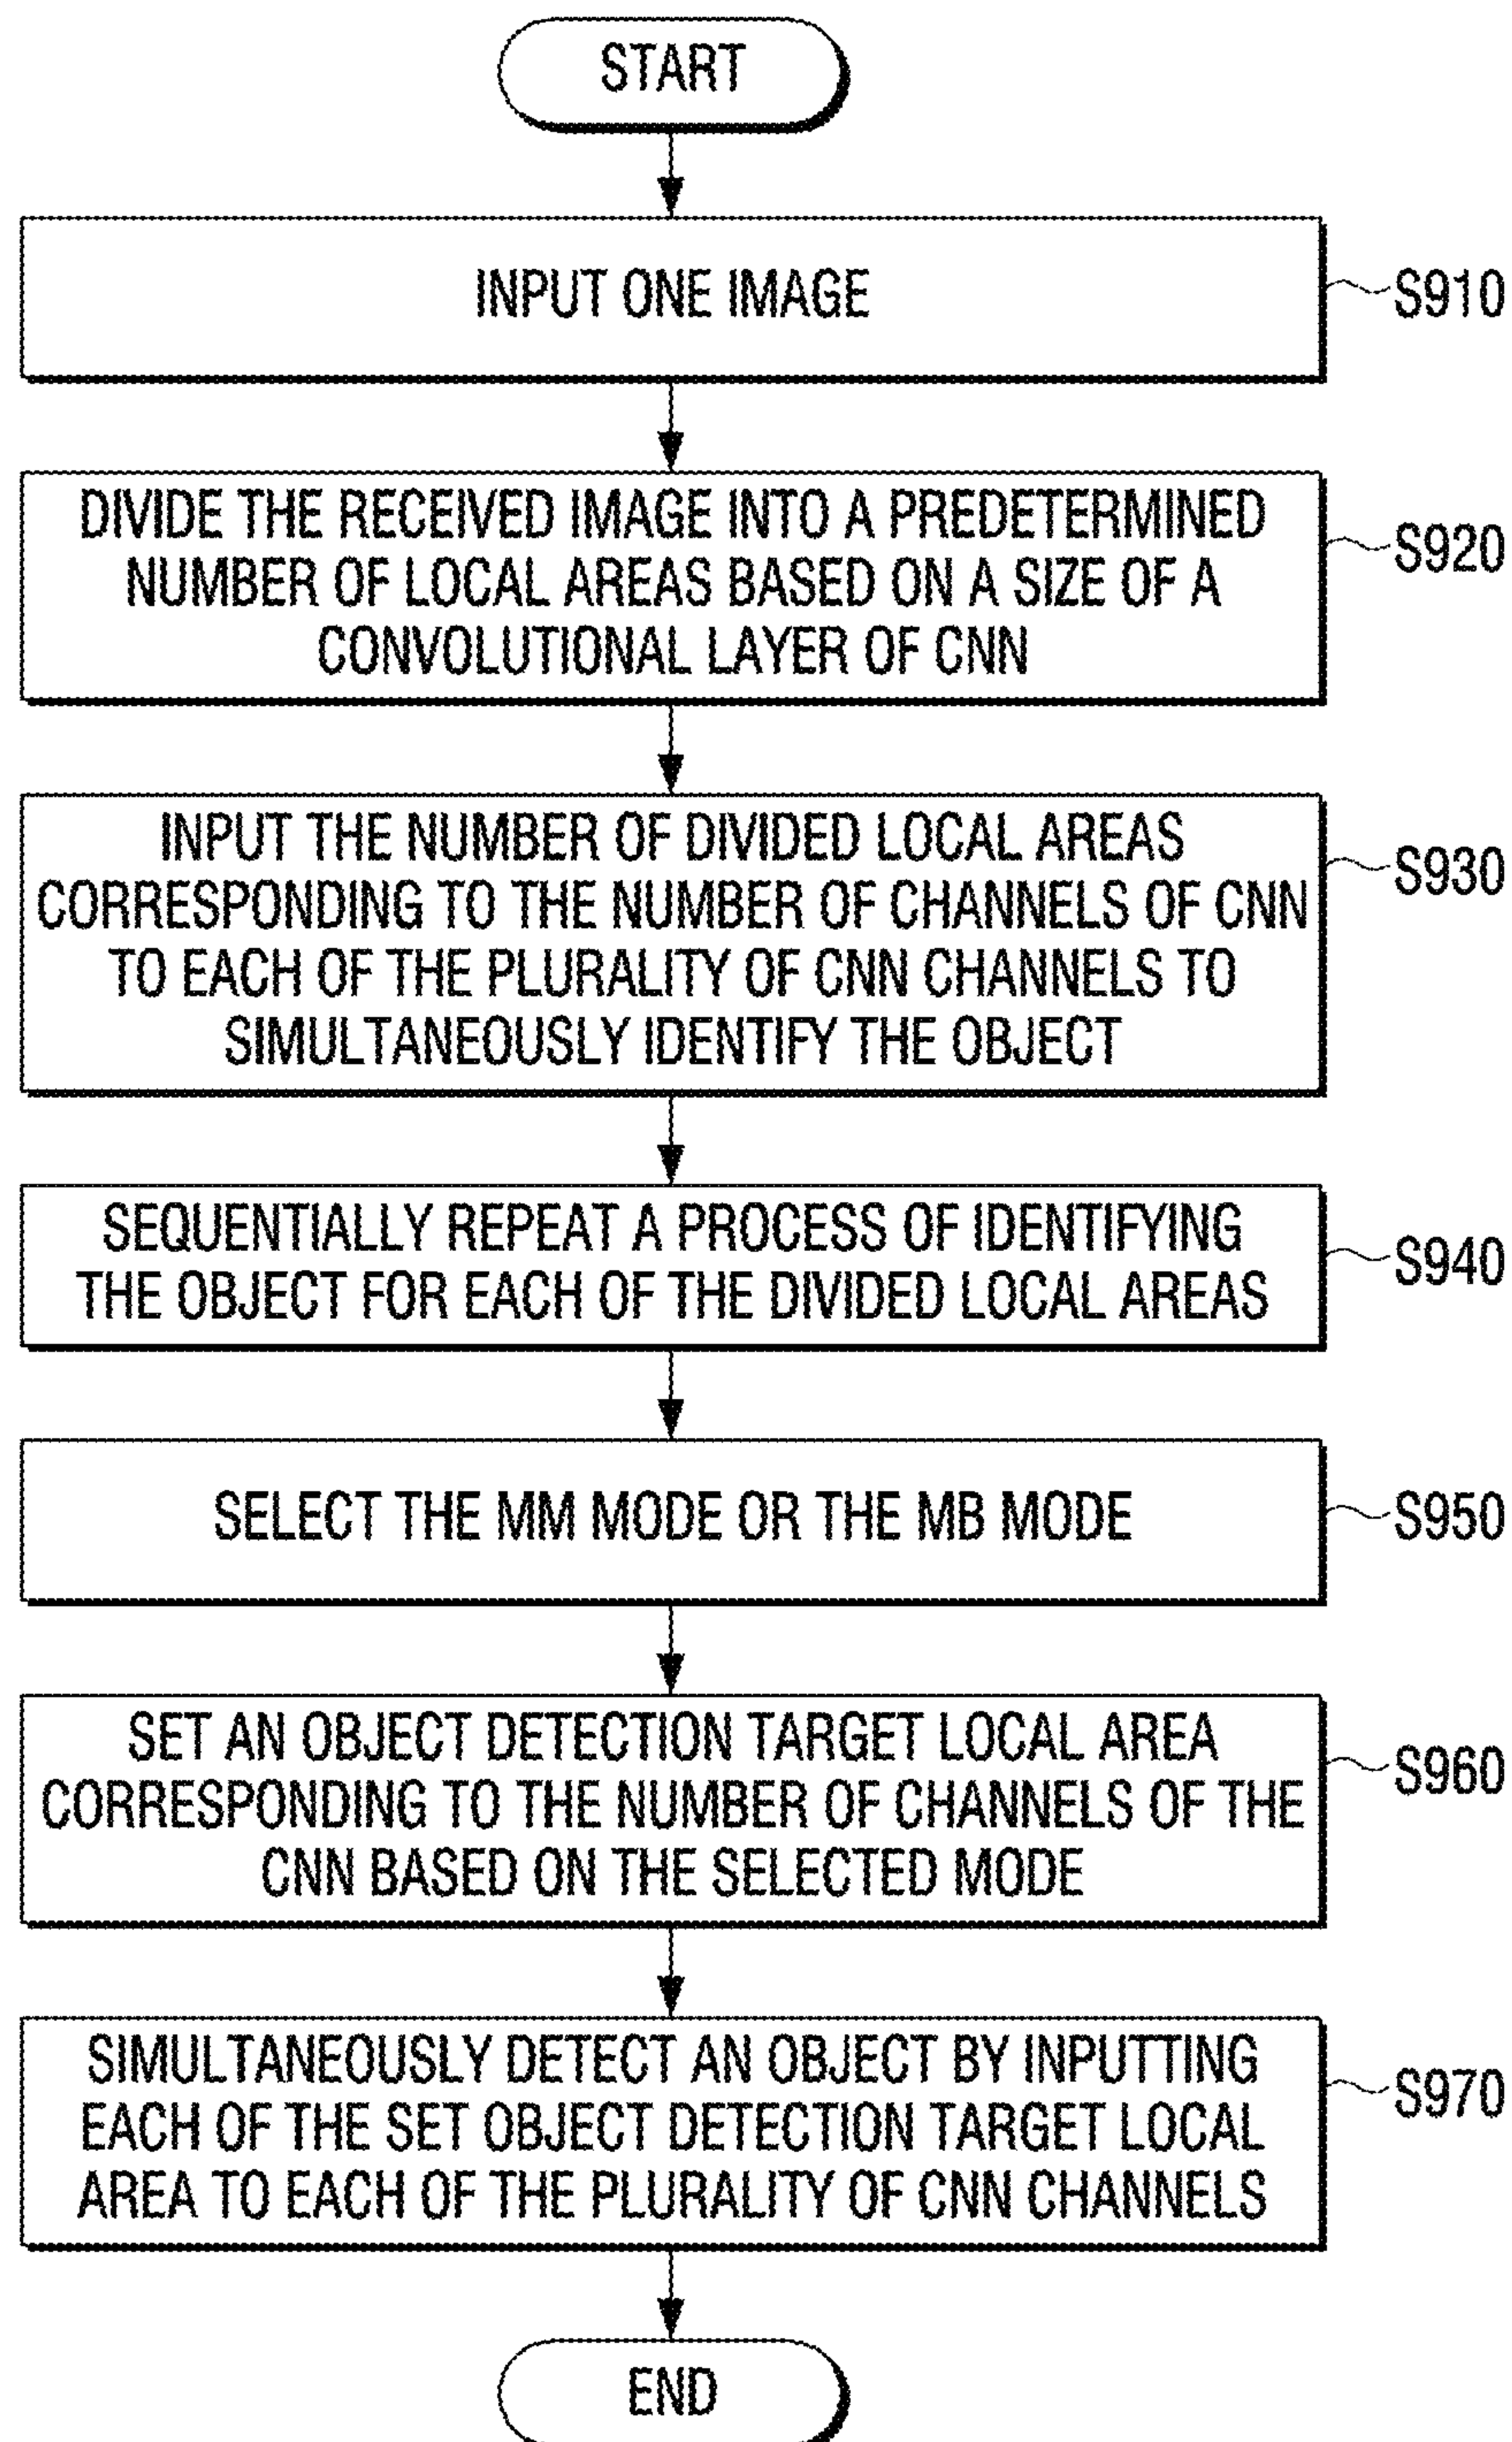 START
INPUT ONE IMAGE
S910
DIVIDE THE RECEIVED IMAGE INTO A PREDETERMINED
NUMBER OF LOCAL AREAS BASED ON A SIZE OF A
CONVOLUTIONAL LAYER OF CNN
S920
INPUT THE NUMBER OF DIVIDED LOCAL AREAS
CORRESPONDING TO THE NUMBER OF CHANNELS OF CNN
TO EACH OF THE PLURALITY OF CNN CHANNELS TO
SIMULTANEOUSLY IDENTIFY THE OBJECT
S930
SEQUENTIALLY REPEAT A PROCESS OF IDENTIFYING
THE OBJECT FOR EACH OF THE DIVIDED LOCAL AREAS
S940
SELECT THE MM MODE OR THE MB MODE
S950
SET AN OBJECT DETECTION TARGET LOCAL AREA
CORRESPONDING TO THE NUMBER OF CHANNELS OF THE
CNN BASED ON THE SELECTED MODE
S960
SIMULTANEOUSLY DETECT AN OBJECT BY INPUTTING
EACH OF THE SET OBJECT DETECTION TARGET LOCAL
AREA TO EACH OF THE PLURALITY OF CNN CHANNELS
S970
END